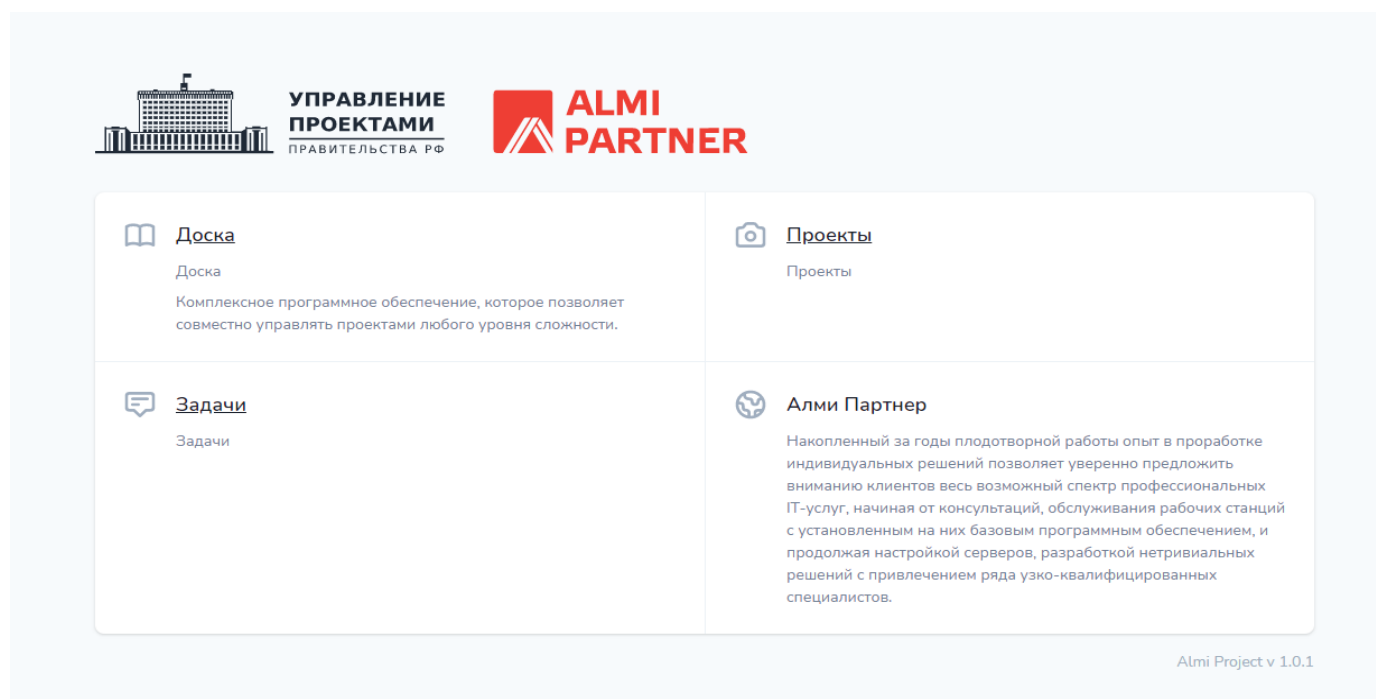 УПРАВЛЕНИЕ
ПРОЕКТАМИ
ПРАВИТЕЛЬСТВА РФ
ALMI
PARTNER
Доска
Доска
Комплексное программное обеспечение, которое позволяет
совместно управлять проектами любого уровня сложности.
Проекты
Проекты
Задачи
Задачи
Алми Партнер
Накопленный за годы плодотворной работы опыт в проработке
индивидуальных решений позволяет уверенно предложить
вниманию клиентов весь возможный спектр профессиональных
IT-услуг, начиная от консультаций, обслуживания рабочих станций
с установленным на них базовым программным обеспечением, и
продолжая настройкой серверов, разработкой нетривиальных
решений с привлечением ряда узко-квалифицированных
специалистов.
Almi Project v 1.0.1